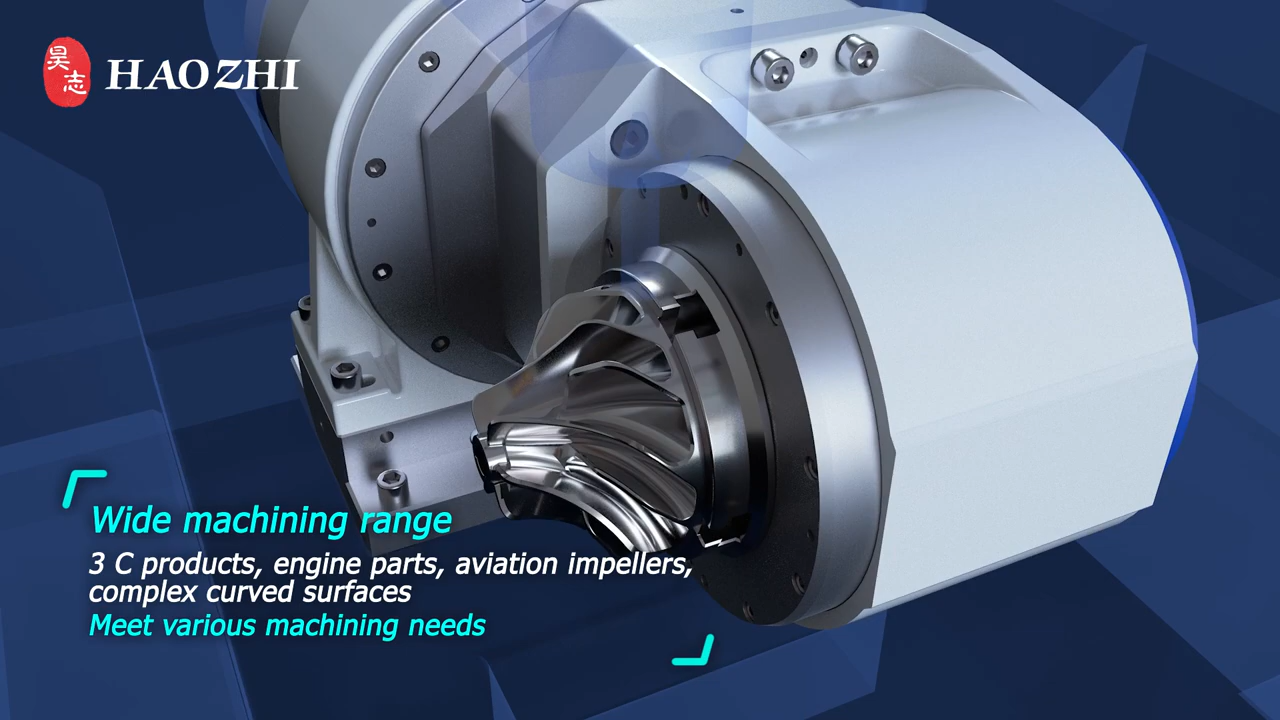 昊志 HAOZHI
Wide machining range
3 C products, engine parts, aviation impellers,
complex curved surfaces
Meet various machining needs